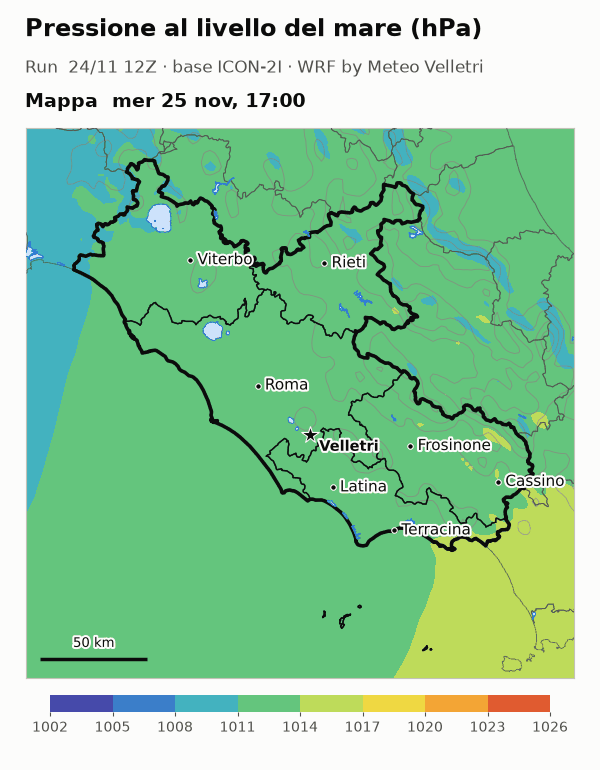 Pressione al livello del mare (hPa)
Run  24/11 12Z · base ICON-2I · WRF by Meteo Velletri
Mappa  mer 25 nov, 17:00
Viterbo
Rieti
Roma
Velletri
Frosinone
Cassino
Latina
Terracina
50 km
1002 1005 1008 1011 1014 1017 1020 1023 1026